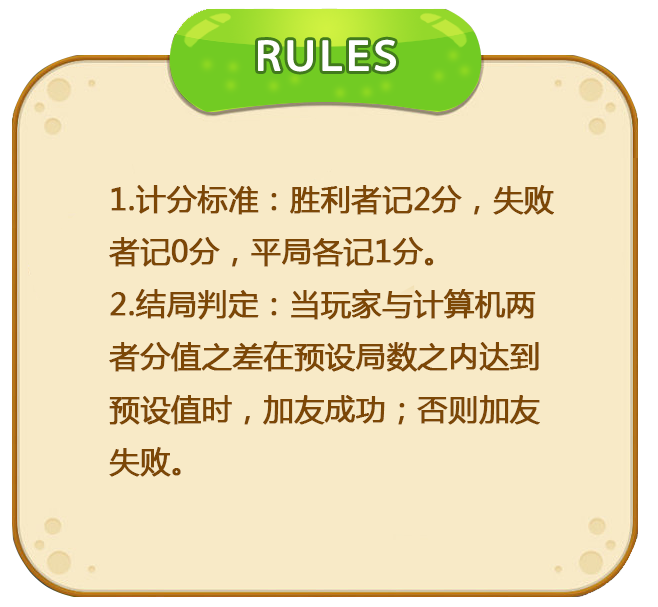 RULES
1.计分标准：胜利者记2分，失败
者记0分，平局各记1分。
2.结局判定：当玩家与计算机两
者分值之差在预设局数之内达到
预设值时，加友成功；否则加友
失败。